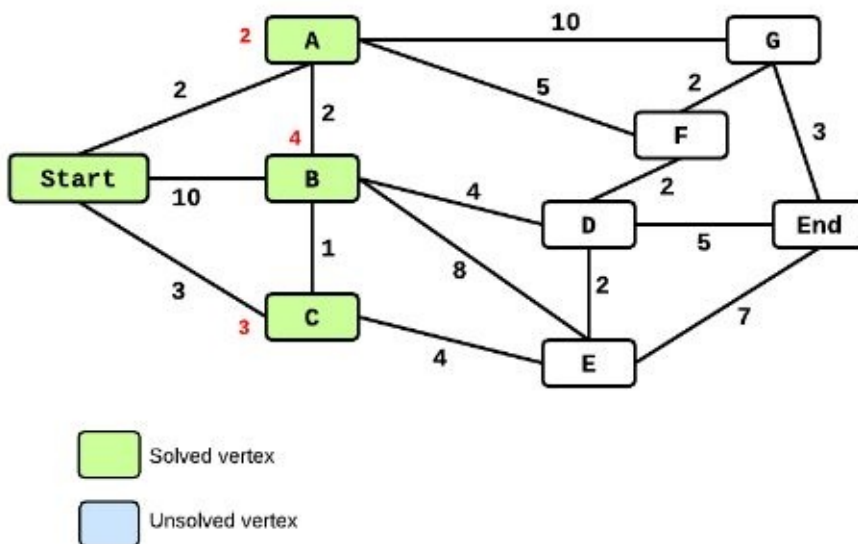 2 A 10 G
2 5 2
2 F 3
4
Start B 4 2
10 D End
1 8 5
3 2
3 C 4 7
E
Solved vertex
Unsolved vertex